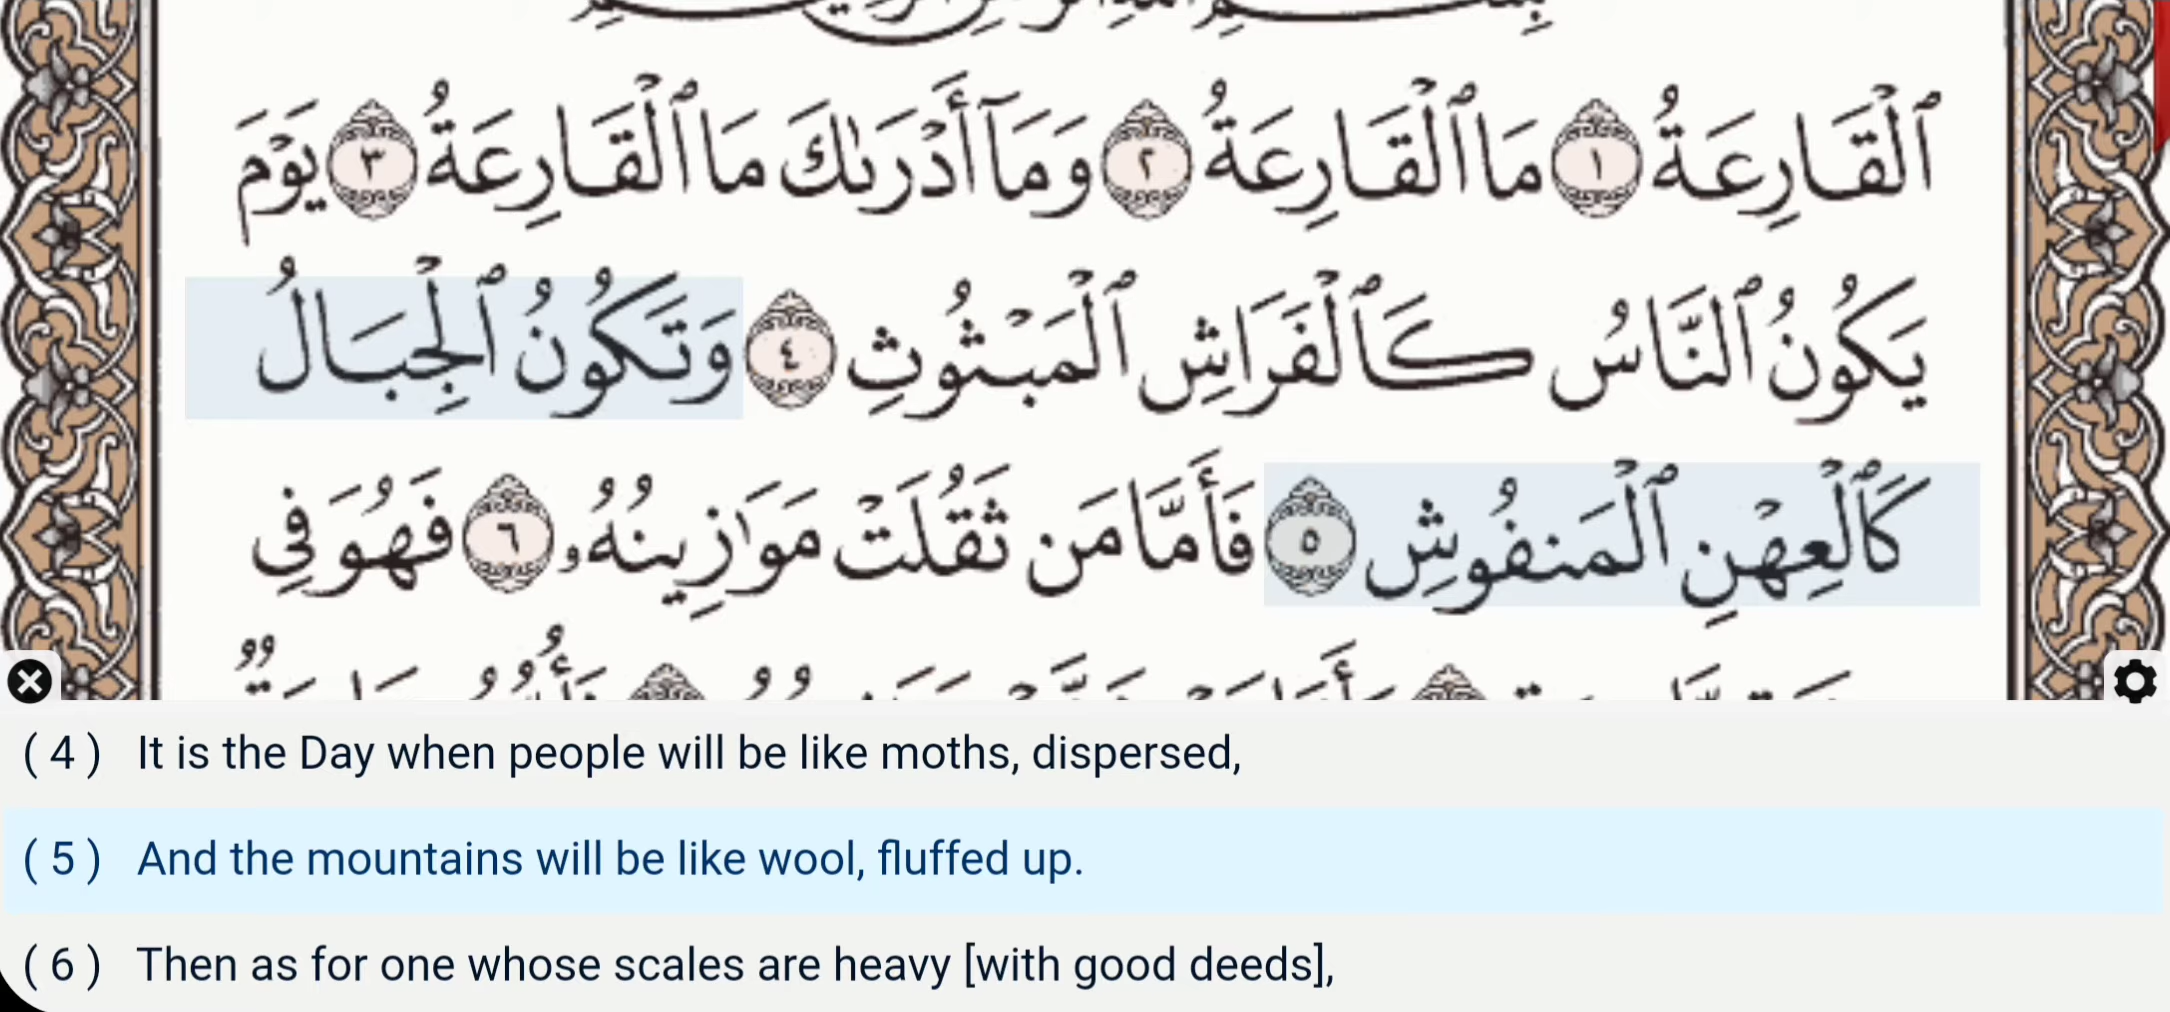 ٱلْقَارِعَةُ ١ مَا ٱلْقَارِعَةُ ٢ وَمَآ أَدْرَىٰكَ مَا ٱلْقَارِعَةُ ٣ يَوْمَ
يَكُونُ ٱلنَّاسُ كَٱلْفَرَاشِ ٱلْمَبْثُوثِ ٤ وَتَكُونُ ٱلْجِبَالُ
كَٱلْعِهْنِ ٱلْمَنفُوشِ ٥ فَأَمَّا مَن ثَقُلَتْ مَوَٰزِينُهُۥ ٦ فَهُوَ فِى
( 4 ) It is the Day when people will be like moths, dispersed,
( 5 ) And the mountains will be like wool, fluffed up.
( 6 ) Then as for one whose scales are heavy [with good deeds],